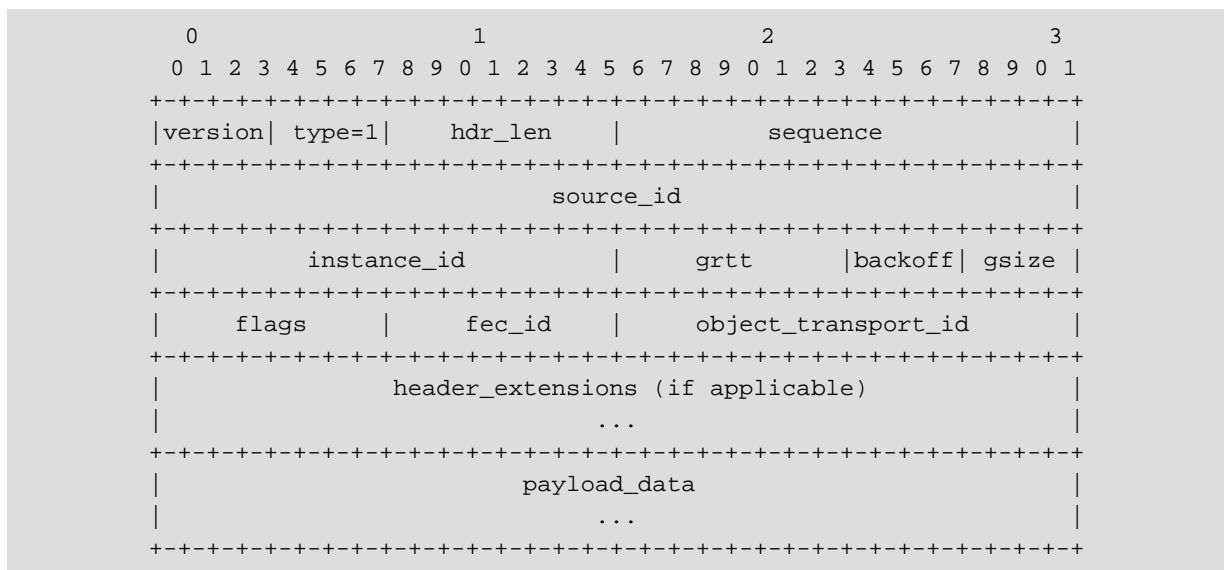 0 1 2 3
0 1 2 3 4 5 6 7 8 9 0 1 2 3 4 5 6 7 8 9 0 1 2 3 4 5 6 7 8 9 0 1
+-+-+-+-+-+-+-+-+-+-+-+-+-+-+-+-+-+-+-+-+-+-+-+-+-+-+-+-+-+-+-+-+
|version| type=1| hdr_len | sequence |
+-+-+-+-+-+-+-+-+-+-+-+-+-+-+-+-+-+-+-+-+-+-+-+-+-+-+-+-+-+-+-+-+
| source_id |
+-+-+-+-+-+-+-+-+-+-+-+-+-+-+-+-+-+-+-+-+-+-+-+-+-+-+-+-+-+-+-+-+
| instance_id | grtt |backoff| gsize |
+-+-+-+-+-+-+-+-+-+-+-+-+-+-+-+-+-+-+-+-+-+-+-+-+-+-+-+-+-+-+-+-+
| flags | fec_id | object_transport_id |
+-+-+-+-+-+-+-+-+-+-+-+-+-+-+-+-+-+-+-+-+-+-+-+-+-+-+-+-+-+-+-+-+
| header_extensions (if applicable) |
| ... |
+-+-+-+-+-+-+-+-+-+-+-+-+-+-+-+-+-+-+-+-+-+-+-+-+-+-+-+-+-+-+-+-+
| payload_data |
| ... |
+-+-+-+-+-+-+-+-+-+-+-+-+-+-+-+-+-+-+-+-+-+-+-+-+-+-+-+-+-+-+-+-+